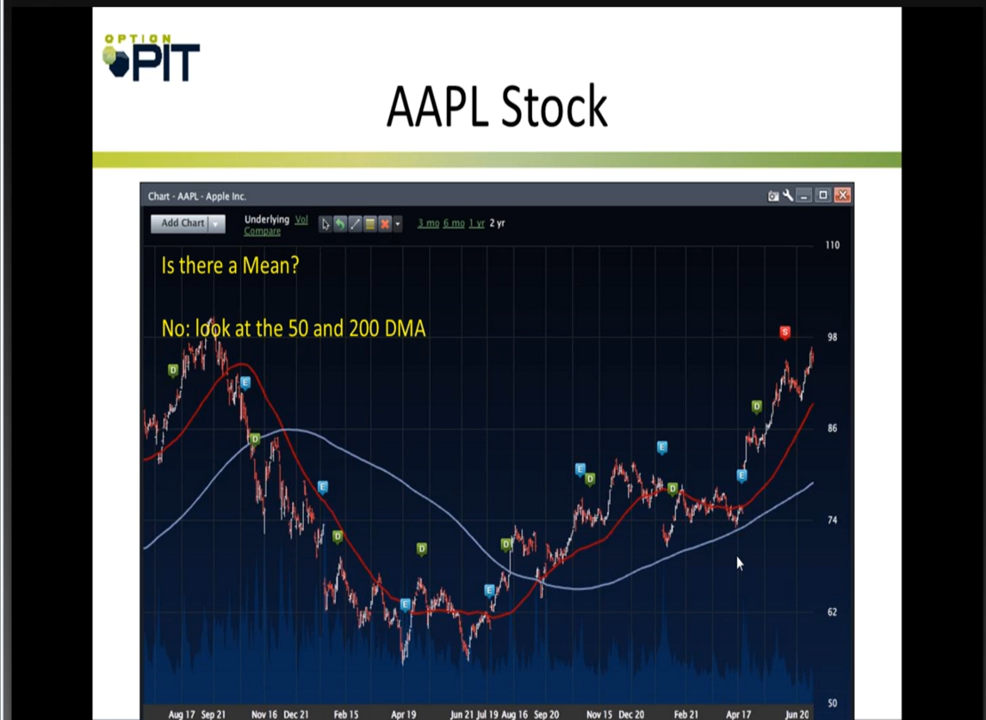 OPTION
PIT
AAPL Stock
Chart - AAPL - Apple Inc.
Add Chart
Underlying Vol
Compare
3 mo 6 mo 1 yr 2 yr
110
Is there a Mean?
No: look at the 50 and 200 DMA
S
98
D
E
86
D
D
E
E
E
D
E
D
D
74
D
D
D
E
E
62
50
Aug 17 Sep 21 Nov 16 Dec 21 Feb 15 Apr 19 Jun 21 Jul 19 Aug 16 Sep 20 Nov 15 Dec 20 Feb 21 Apr 17 Jun 20